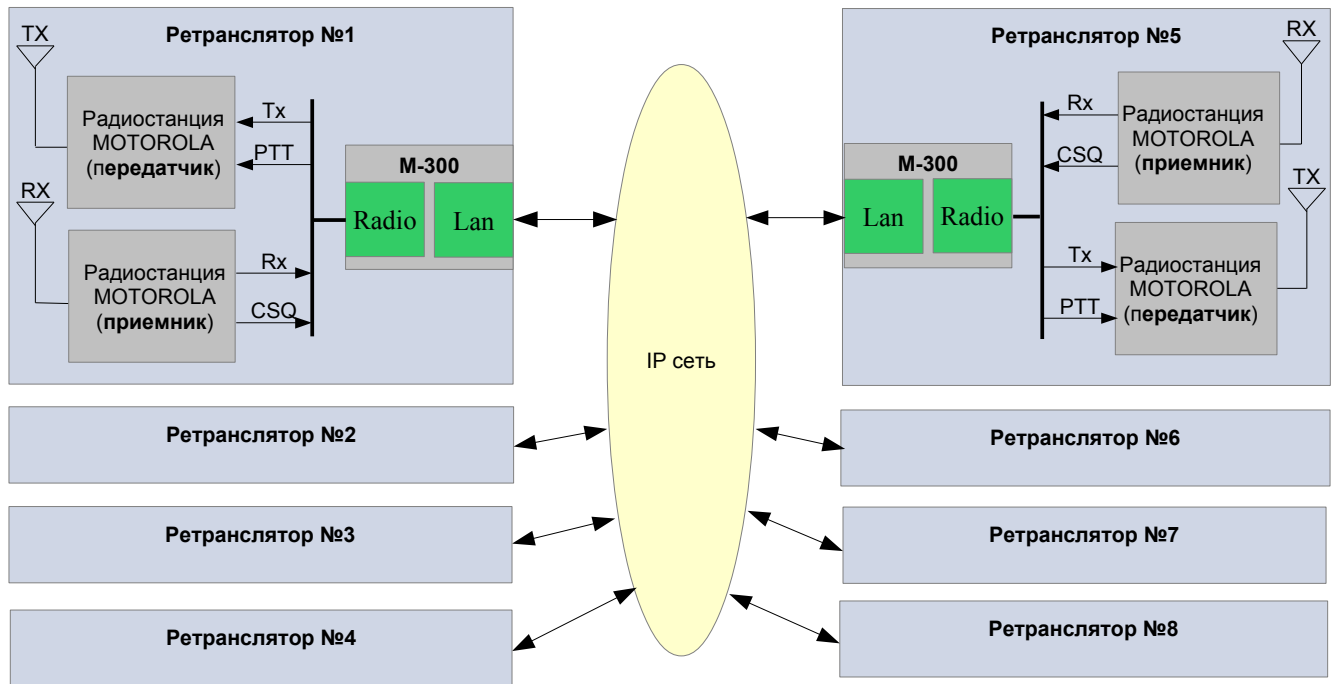 Ретранслятор №1
TX
Радиостанция
MOTOROLA
(передатчик)
Tx
PTT
RX
Радиостанция
MOTOROLA
(приемник)
Rx
CSQ
M-300
Radio
Lan
Ретранслятор №2
Ретранслятор №3
Ретранслятор №4
IP сеть
Ретранслятор №5
RX
Rx
CSQ
Радиостанция
MOTOROLA
(приемник)
TX
M-300
Lan
Radio
Tx
PTT
Радиостанция
MOTOROLA
(передатчик)
Ретранслятор №6
Ретранслятор №7
Ретранслятор №8